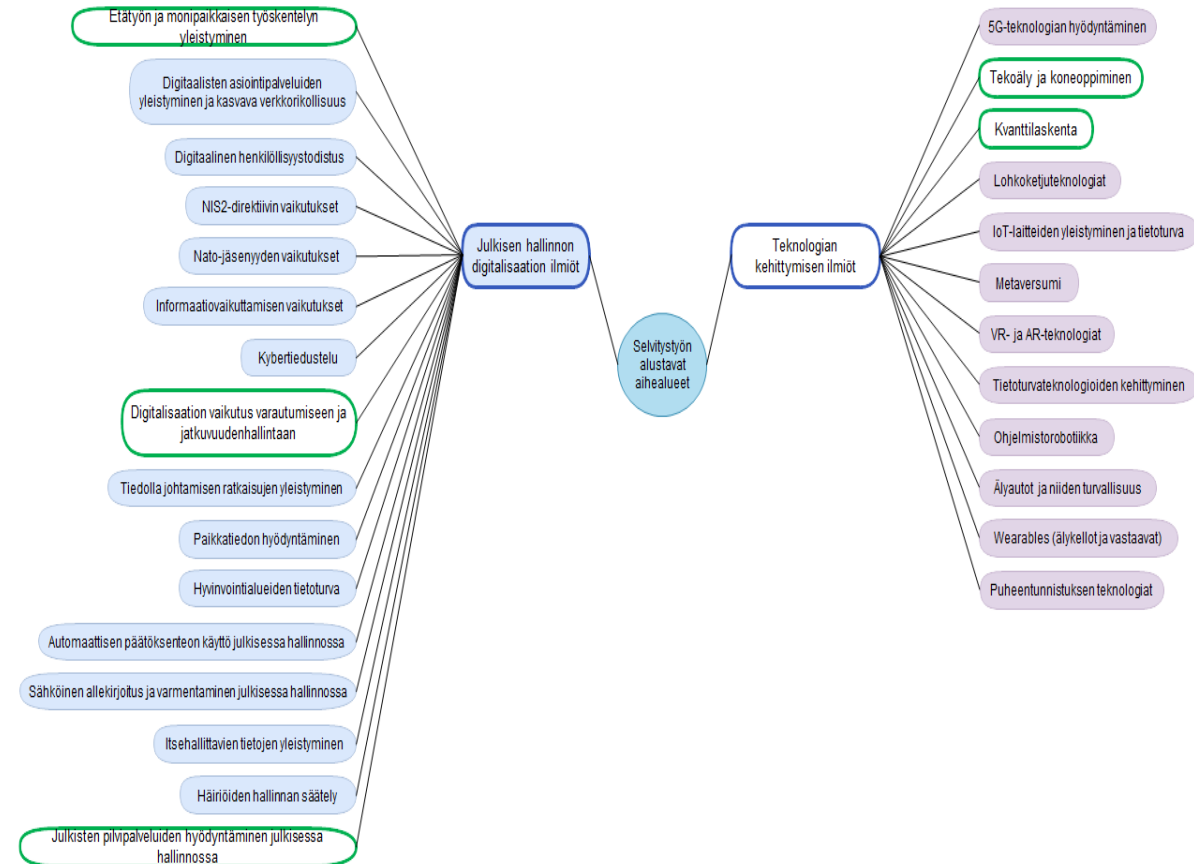 Etätyön ja monipaikkaisen työskentelyn
yleistyminen
Digitaalisten asiointipalveluiden
yleistyminen ja kasvava verkkorikollisuus
Digitaalinen henkilöllisyystodistus
NIS2-direktiivin vaikutukset
Nato-jäsenyyden vaikutukset
Informaatiovaikuttamisen vaikutukset
Kybertiedustelu
Digitalisaation vaikutus varautumiseen ja
jatkuvuudenhallintaan
Tiedolla johtamisen ratkaisujen yleistyminen
Paikkatiedon hyödyntäminen
Hyvinvointialueiden tietoturva
Automaattisen päätöksenteon käyttö julkisessa hallinnossa
Sähköinen allekirjoitus ja varmentaminen julkisessa hallinnossa
Itsehallittavien tietojen yleistyminen
Häiriöiden hallinnan säätely
Julkisten pilvipalveluiden hyödyntäminen julkisessa
hallinnossa
Julkisen hallinnon
digitalisaation ilmiöt
Selvitystyön
alustavat
aihealueet
Teknologian
kehittymisen ilmiöt
5G-teknologian hyödyntäminen
Tekoäly ja koneoppiminen
Kvanttilaskenta
Lohkoketjuteknologiat
IoT-laitteiden yleistyminen ja tietoturva
Metaversumi
VR- ja AR-teknologiat
Tietoturvateknologioiden kehittyminen
Ohjelmistorobotiikka
Älyautot ja niiden turvallisuus
Wearables (älykellot ja vastaavat)
Puheentunnistuksen teknologiat